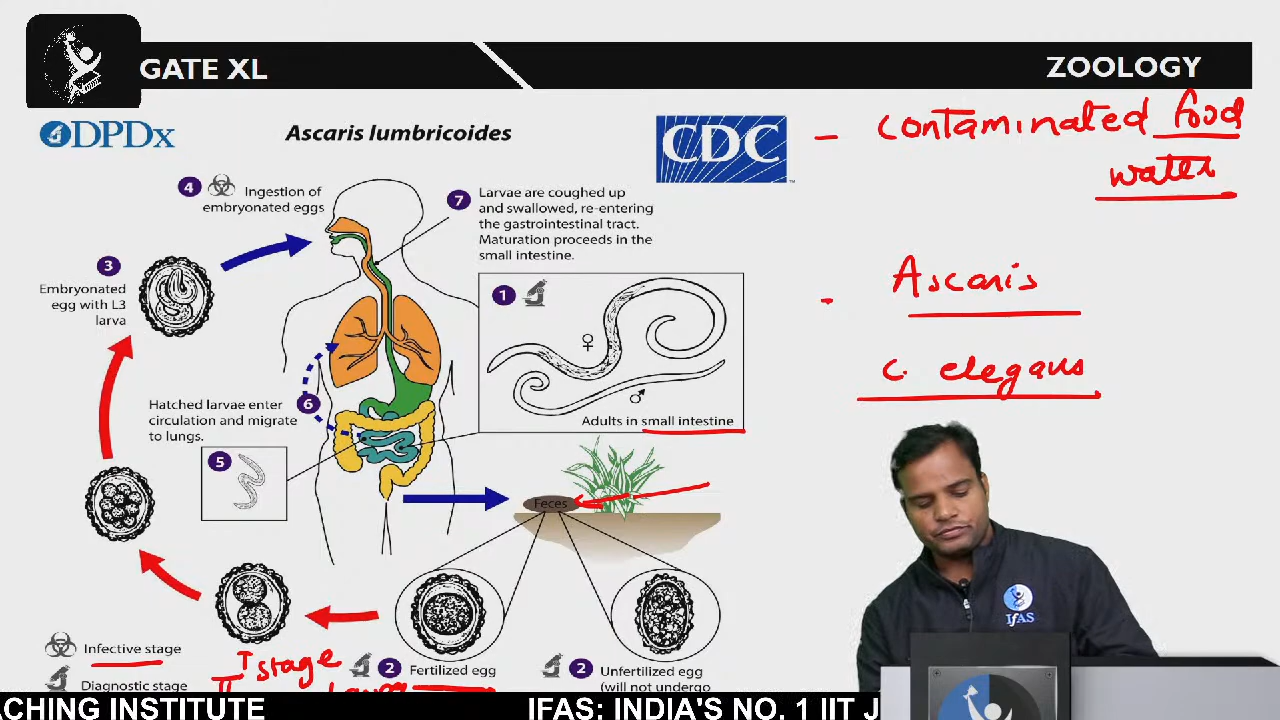 GATE XL
ZOOLOGY
DPDx
Ascaris lumbricoides
CDC
- contaminated food
water
4
Ingestion of
embryonated eggs
7
Larvae are coughed up
and swallowed, re-entering
the gastrointestinal tract.
Maturation proceeds in the
small intestine.
3
Embryonated
egg with L3
larva
1
♀
♂
Adults in small intestine
Ascaris
C. elegans
6
Hatched larvae enter
circulation and migrate
to lungs.
5
Feces
Infective stage
Diagnostic stage
I stage
II
2
Fertilized egg
2
Unfertilized egg
(will not undergo
IFAS
ACHING INSTITUTE
IFAS: INDIA'S NO. 1 IIT J